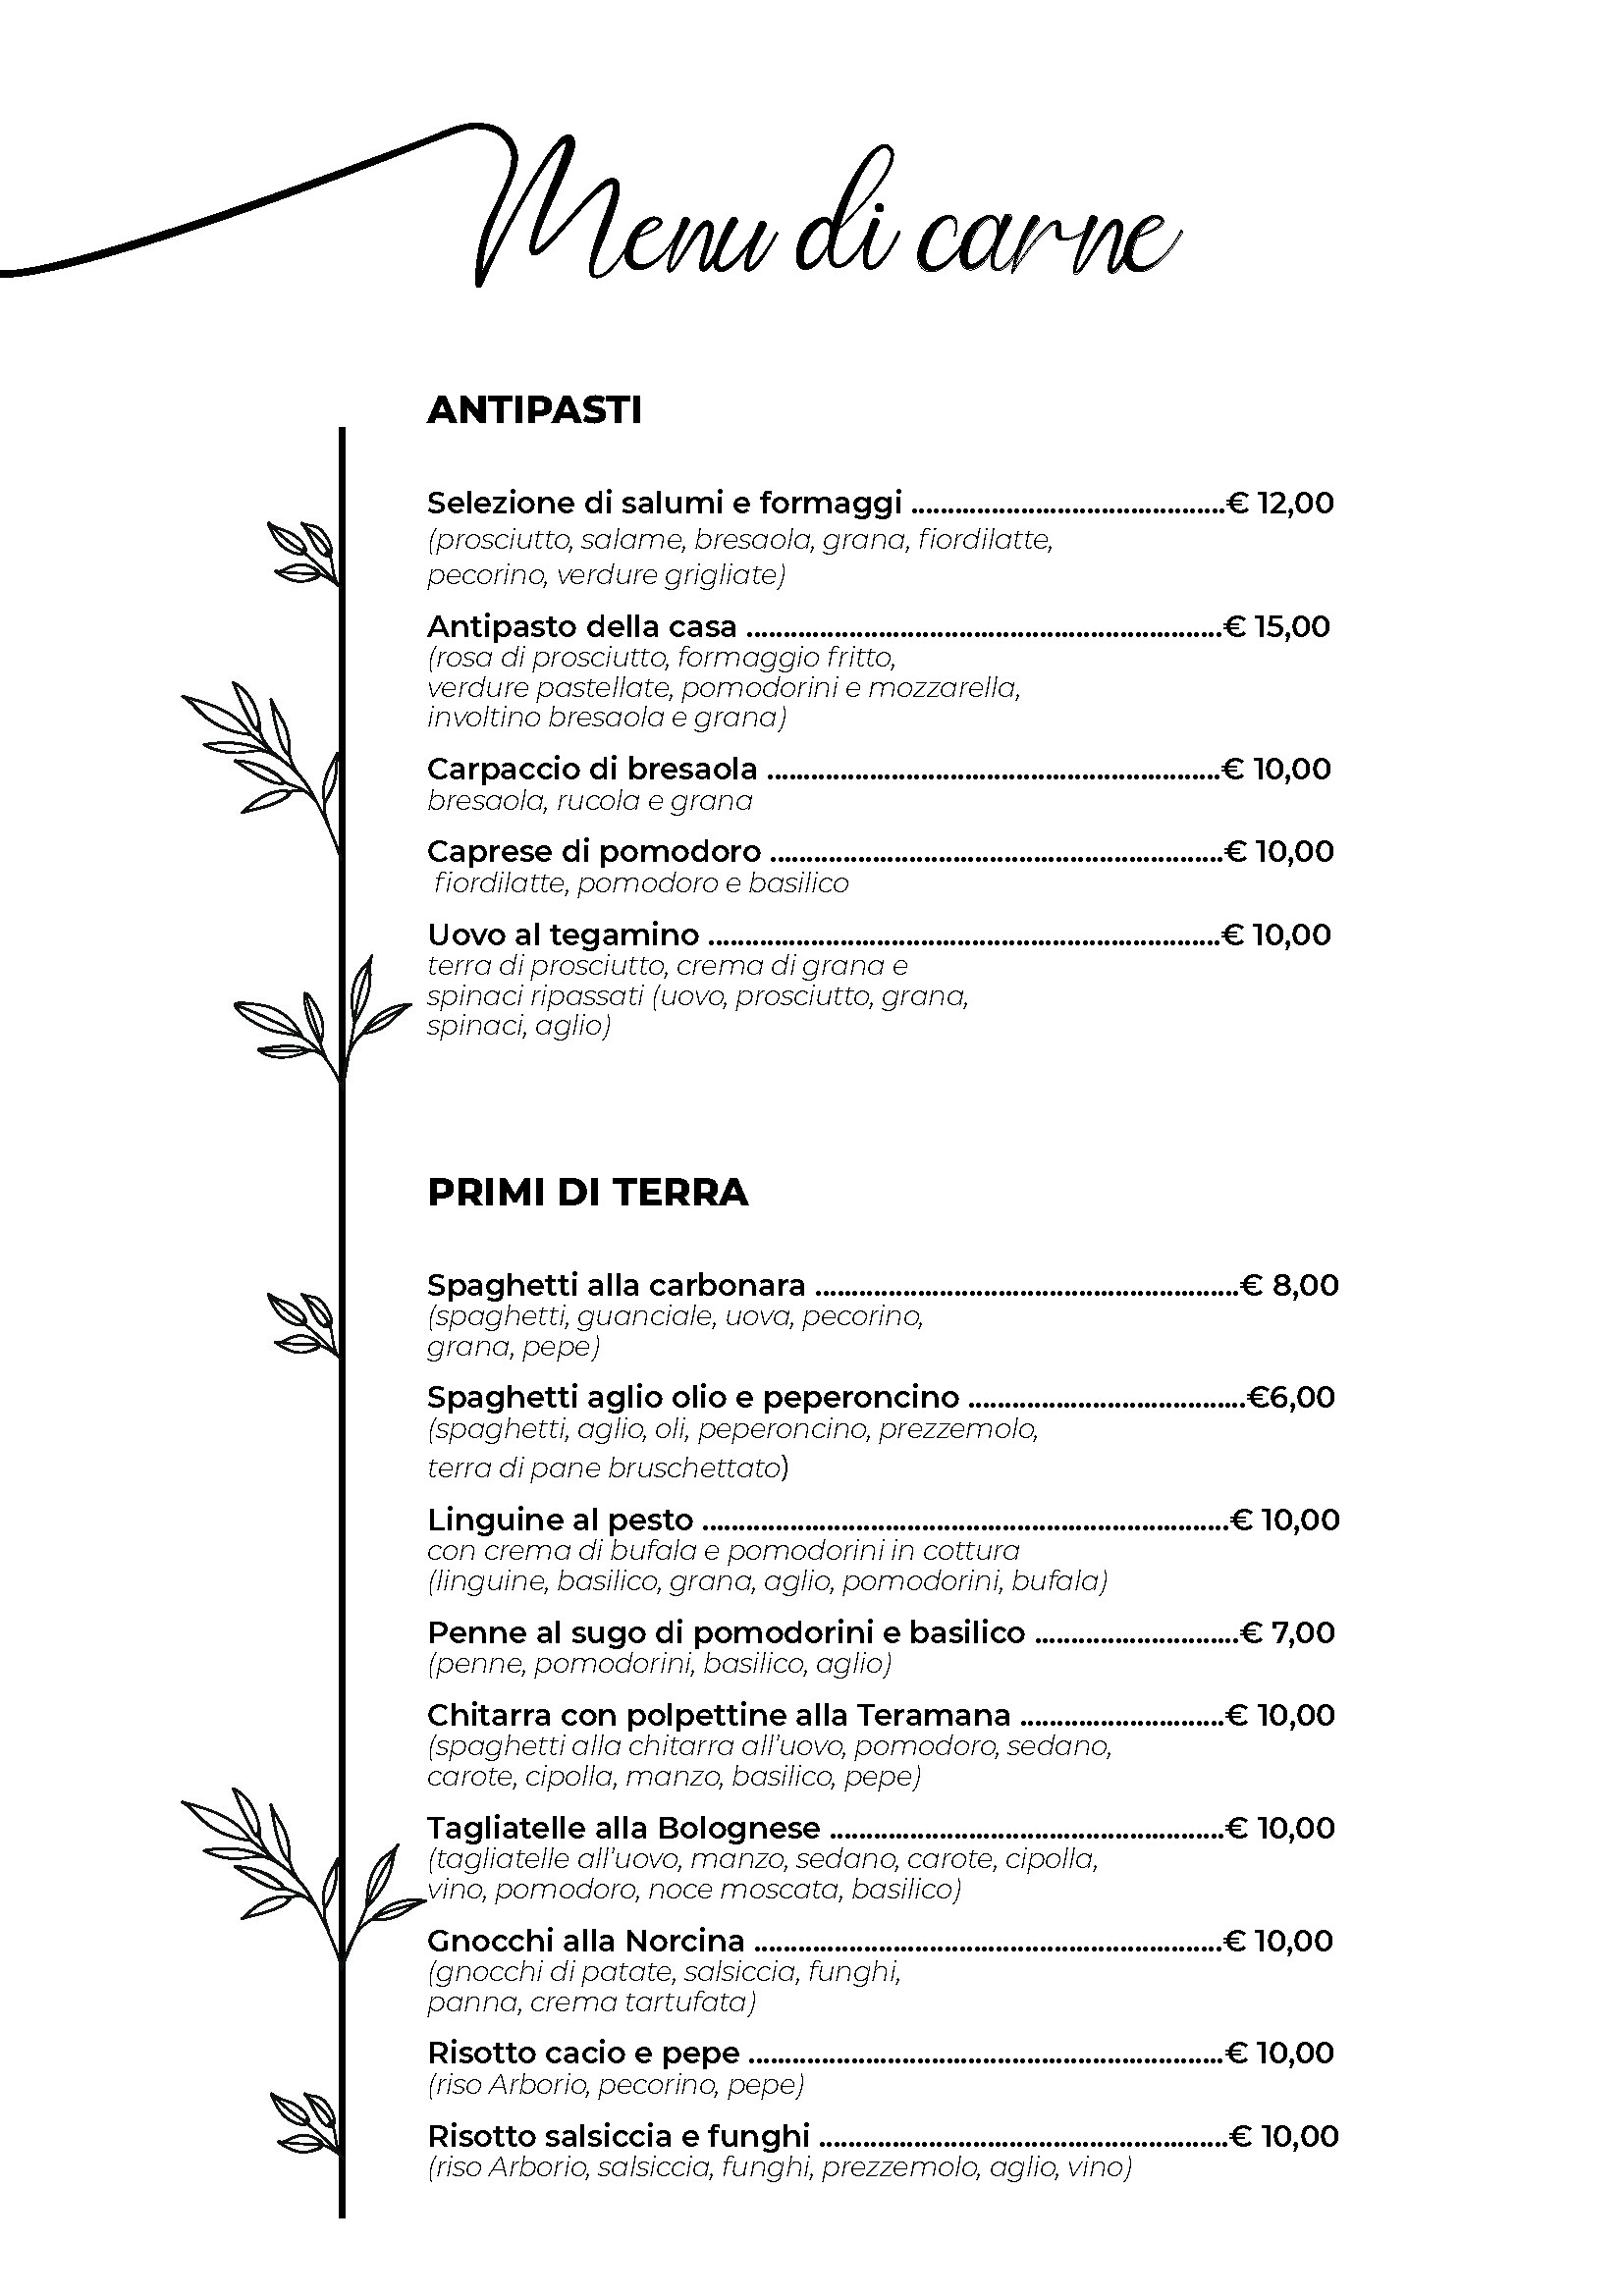 Menu di carne
ANTIPASTI
Selezione di salumi e formaggi ...........................................€ 12,00
(prosciutto, salame, bresaola, grana, fiordilatte,
pecorino, verdure grigliate)
Antipasto della casa .................................................................€ 15,00
(rosa di prosciutto, formaggio fritto,
verdure pastellate, pomodorini e mozzarella,
involtino bresaola e grana)
Carpaccio di bresaola ..............................................................€ 10,00
bresaola, rucola e grana
Caprese di pomodoro ..............................................................€ 10,00
fiordilatte, pomodoro e basilico
Uovo al tegamino ......................................................................€ 10,00
terra di prosciutto, crema di grana e
spinaci ripassati (uovo, prosciutto, grana,
spinaci, aglio)
PRIMI DI TERRA
Spaghetti alla carbonara ..........................................................€ 8,00
(spaghetti, guanciale, uova, pecorino,
grana, pepe)
Spaghetti aglio olio e peperoncino ......................................€6,00
(spaghetti, aglio, oli, peperoncino, prezzemolo,
terra di pane bruschettato)
Linguine al pesto ........................................................................€ 10,00
con crema di bufala e pomodorini in cottura
(linguine, basilico, grana, aglio, pomodorini, bufala)
Penne al sugo di pomodorini e basilico ............................€ 7,00
(penne, pomodorini, basilico, aglio)
Chitarra con polpettine alla Teramana ............................€ 10,00
(spaghetti alla chitarra all'uovo, pomodoro, sedano,
carote, cipolla, manzo, basilico, pepe)
Tagliatelle alla Bolognese ......................................................€ 10,00
(tagliatelle all'uovo, manzo, sedano, carote, cipolla,
vino, pomodoro, noce moscata, basilico)
Gnocchi alla Norcina ................................................................€ 10,00
(gnocchi di patate, salsiccia, funghi,
panna, crema tartufata)
Risotto cacio e pepe .................................................................€ 10,00
(riso Arborio, pecorino, pepe)
Risotto salsiccia e funghi ........................................................€ 10,00
(riso Arborio, salsiccia, funghi, prezzemolo, aglio, vino)